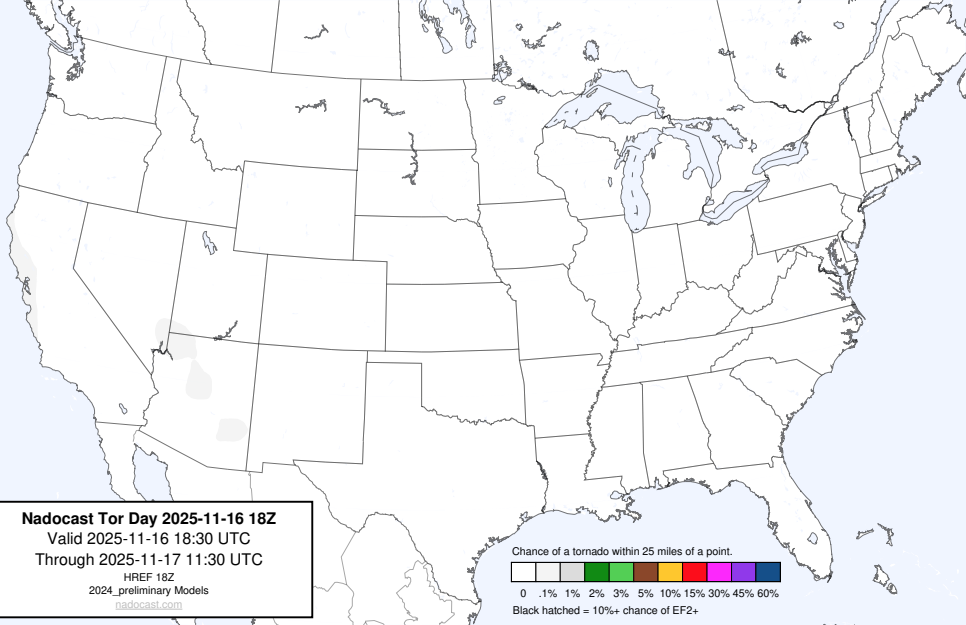 Nadocast Tor Day 2025-11-16 18Z
Valid 2025-11-16 18:30 UTC
Through 2025-11-17 11:30 UTC
HREF 18Z
2024_preliminary Models
nadocast.com
Chance of a tornado within 25 miles of a point.
0 .1% 1% 2% 3% 5% 10% 15% 30% 45% 60%
Black hatched = 10%+ chance of EF2+